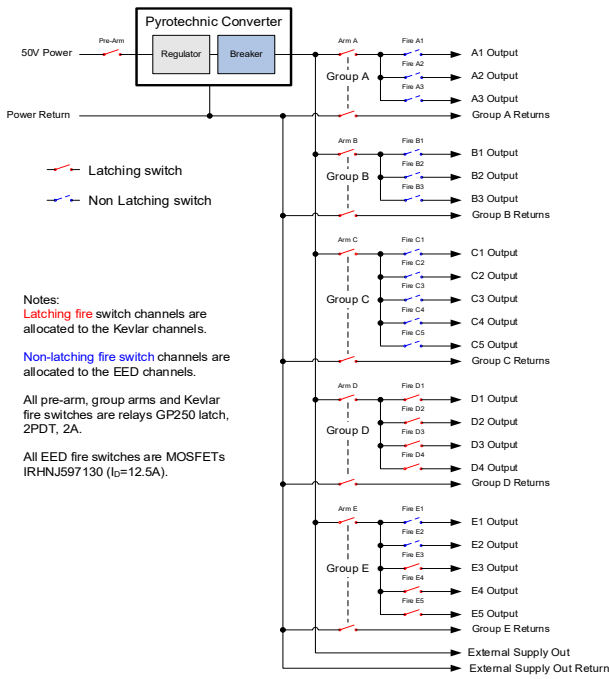 Pyrotechnic Converter
50V Power
Pre-Arm
Regulator
Breaker
Power Return
Arm A
Group A
Fire A1
A1 Output
Fire A2
A2 Output
Fire A3
A3 Output
Group A Returns
Latching switch
Non Latching switch
Arm B
Group B
Fire B1
B1 Output
Fire B2
B2 Output
Fire B3
B3 Output
Group B Returns
Arm C
Group C
Fire C1
C1 Output
Fire C2
C2 Output
Fire C3
C3 Output
Fire C4
C4 Output
Fire C5
C5 Output
Group C Returns
Notes:
Latching fire switch channels are
allocated to the Kevlar channels.
Non-latching fire switch channels are
allocated to the EED channels.
All pre-arm, group arms and Kevlar
fire switches are relays GP250 latch,
2PDT, 2A.
All EED fire switches are MOSFETs
IRHNJ597130 (ID=12.5A).
Arm D
Group D
Fire D1
D1 Output
Fire D2
D2 Output
Fire D3
D3 Output
Fire D4
D4 Output
Group D Returns
Arm E
Group E
Fire E1
E1 Output
Fire E2
E2 Output
Fire E3
E3 Output
Fire E4
E4 Output
Fire E5
E5 Output
Group E Returns
External Supply Out
External Supply Out Return